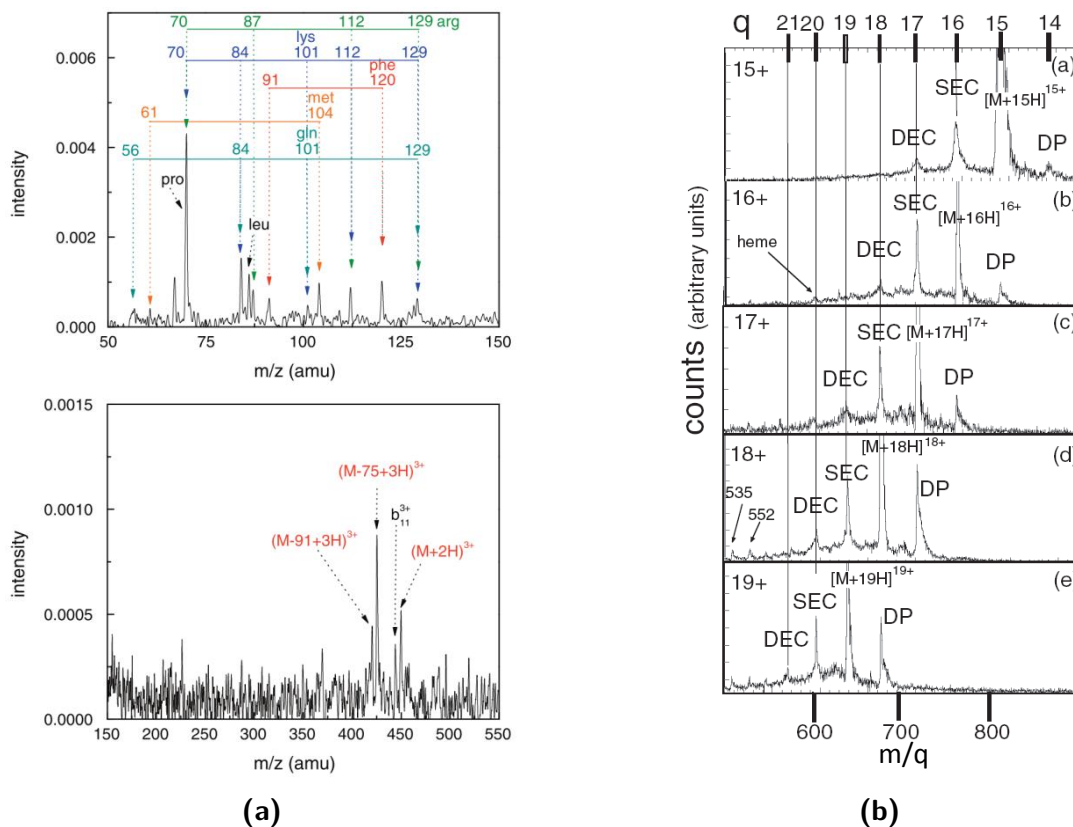 70 87 112 129 arg
lys
70 84 101 112 129
phe
91 120
met
61 104
gln
56 84 101 129
pro
leu
0.006
0.004
0.002
0.000
intensity
50 75 100 125 150
m/z (amu)
0.0015
0.0010
0.0005
0.0000
intensity
(M-75+3H)³⁺
b₁₁³⁺
(M-91+3H)³⁺
(M+2H)³⁺
150 200 250 300 350 400 450 500 550
m/z (amu)
(a)
q 21 20 19 18 17 16 15 14
15+ (a)
SEC [M+15H]¹⁵⁺
DEC DP
16+ (b)
SEC [M+16H]¹⁶⁺
heme DEC DP
17+ (c)
SEC [M+17H]¹⁷⁺
DEC DP
18+ [M+18H]¹⁸⁺ (d)
SEC DP
535 552 DEC
19+ [M+19H]¹⁹⁺ (e)
SEC DP
DEC
counts (arbitrary units)
600 700 800
m/q
(b)